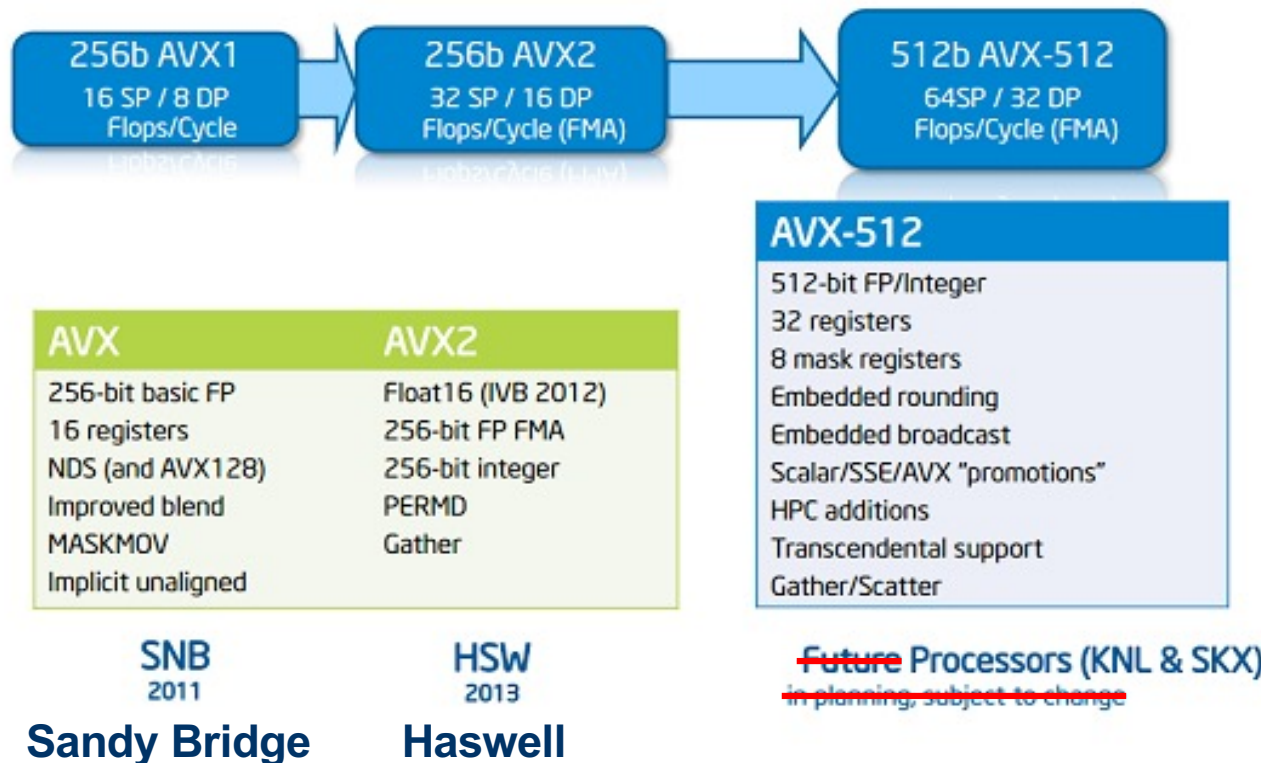 256b AVX1
16 SP / 8 DP
Flops/Cycle
256b AVX2
32 SP / 16 DP
Flops/Cycle (FMA)
512b AVX-512
64SP / 32 DP
Flops/Cycle (FMA)
AVX
256-bit basic FP
16 registers
NDS (and AVX128)
Improved blend
MASKMOV
Implicit unaligned
AVX2
Float16 (IVB 2012)
256-bit FP FMA
256-bit integer
PERMD
Gather
AVX-512
512-bit FP/Integer
32 registers
8 mask registers
Embedded rounding
Embedded broadcast
Scalar/SSE/AVX "promotions"
HPC additions
Transcendental support
Gather/Scatter
SNB
2011
Sandy Bridge
HSW
2013
Haswell
Future Processors (KNL & SKX)
in planning, subject to change